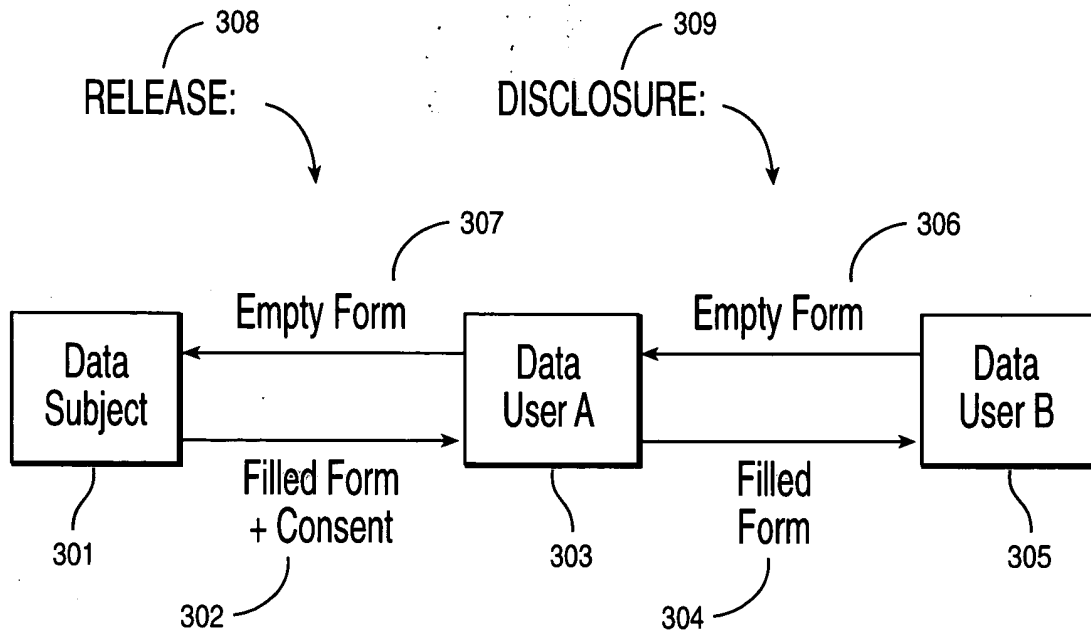 308
309
RELEASE:
DISCLOSURE:
307
306
Empty Form
Empty Form
Data
Subject
Data
User A
Data
User B
Filled Form
+ Consent
Filled
Form
301
303
305
302
304